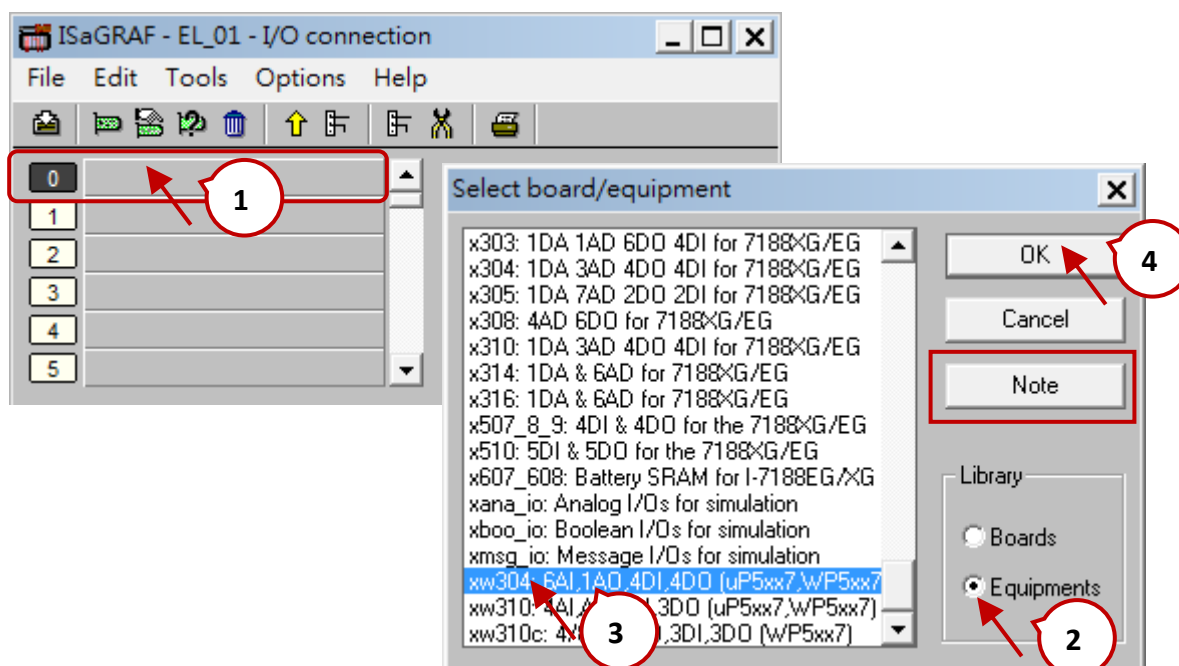 ISaGRAF - EL_01 - I/O connection
File Edit Tools Options Help
0
1
2
3
4
5
1
Select board/equipment
x303: 1DA 1AD 6DO 4DI for 7188XG/EG
x304: 1DA 3AD 4DO 4DI for 7188XG/EG
x305: 1DA 7AD 2DO 2DI for 7188XG/EG
x308: 4AD 6DO for 7188XG/EG
x310: 1DA 3AD 4DO 4DI for 7188XG/EG
x314: 1DA & 6AD for 7188XG/EG
x316: 1DA & 6AD for 7188XG/EG
x507_8_9: 4DI & 4DO for the 7188XG/EG
x510: 5DI & 5DO for the 7188XG/EG
x607_608: Battery SRAM for I-7188EG/XG
xana_io: Analog I/Os for simulation
xboo_io: Boolean I/Os for simulation
xmsg_io: Message I/Os for simulation
xw304: 6AI,1AO,4DI,4DO (uP5xx7,WP5xx7
xw310: 4AI, 3DO (uP5xx7,WP5xx7)
xw310c: ,3DI,3DO (WP5xx7)
3
OK
4
Cancel
Note
Library
Boards
Equipments
2